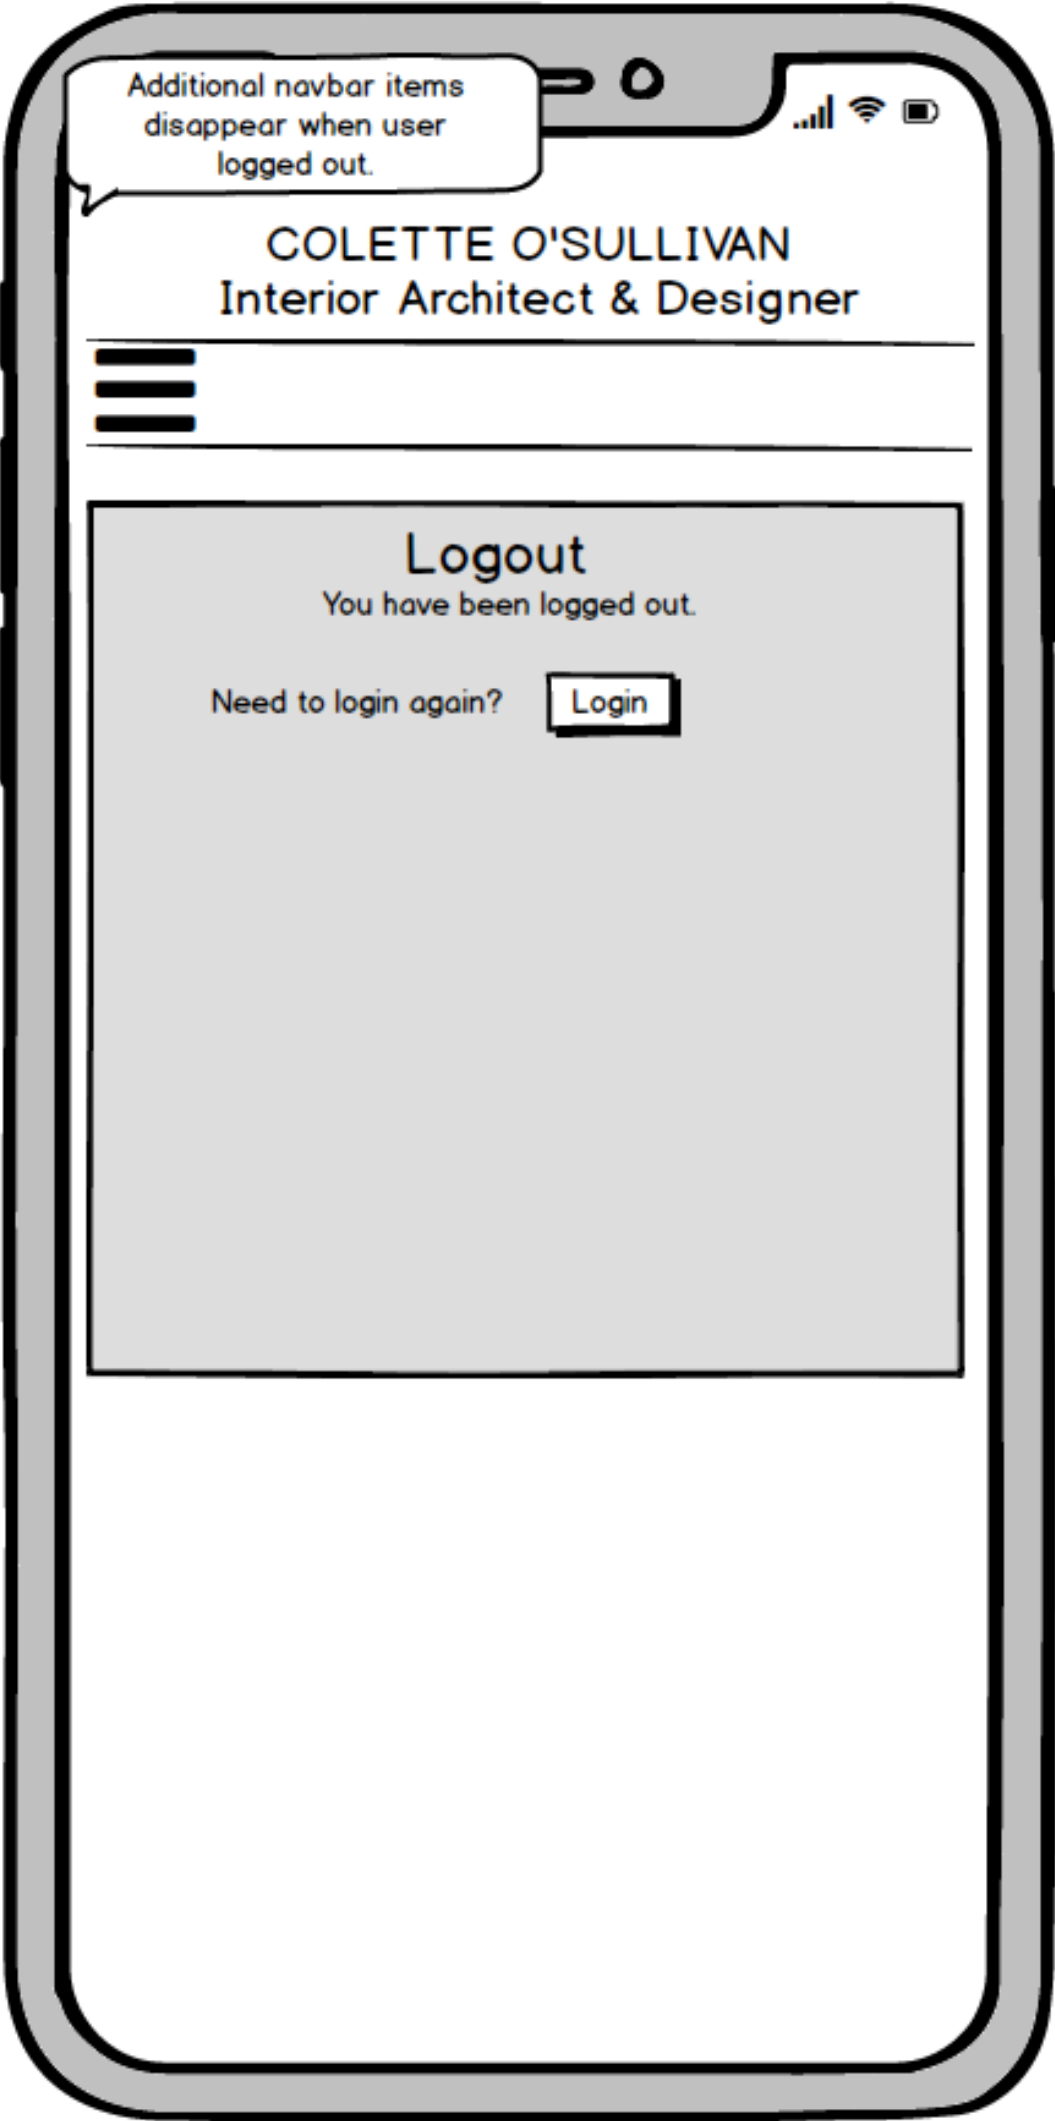 Additional navbar items
disappear when user
logged out.
COLETTE O'SULLIVAN
Interior Architect & Designer
Logout
You have been logged out.
Need to login again? Login